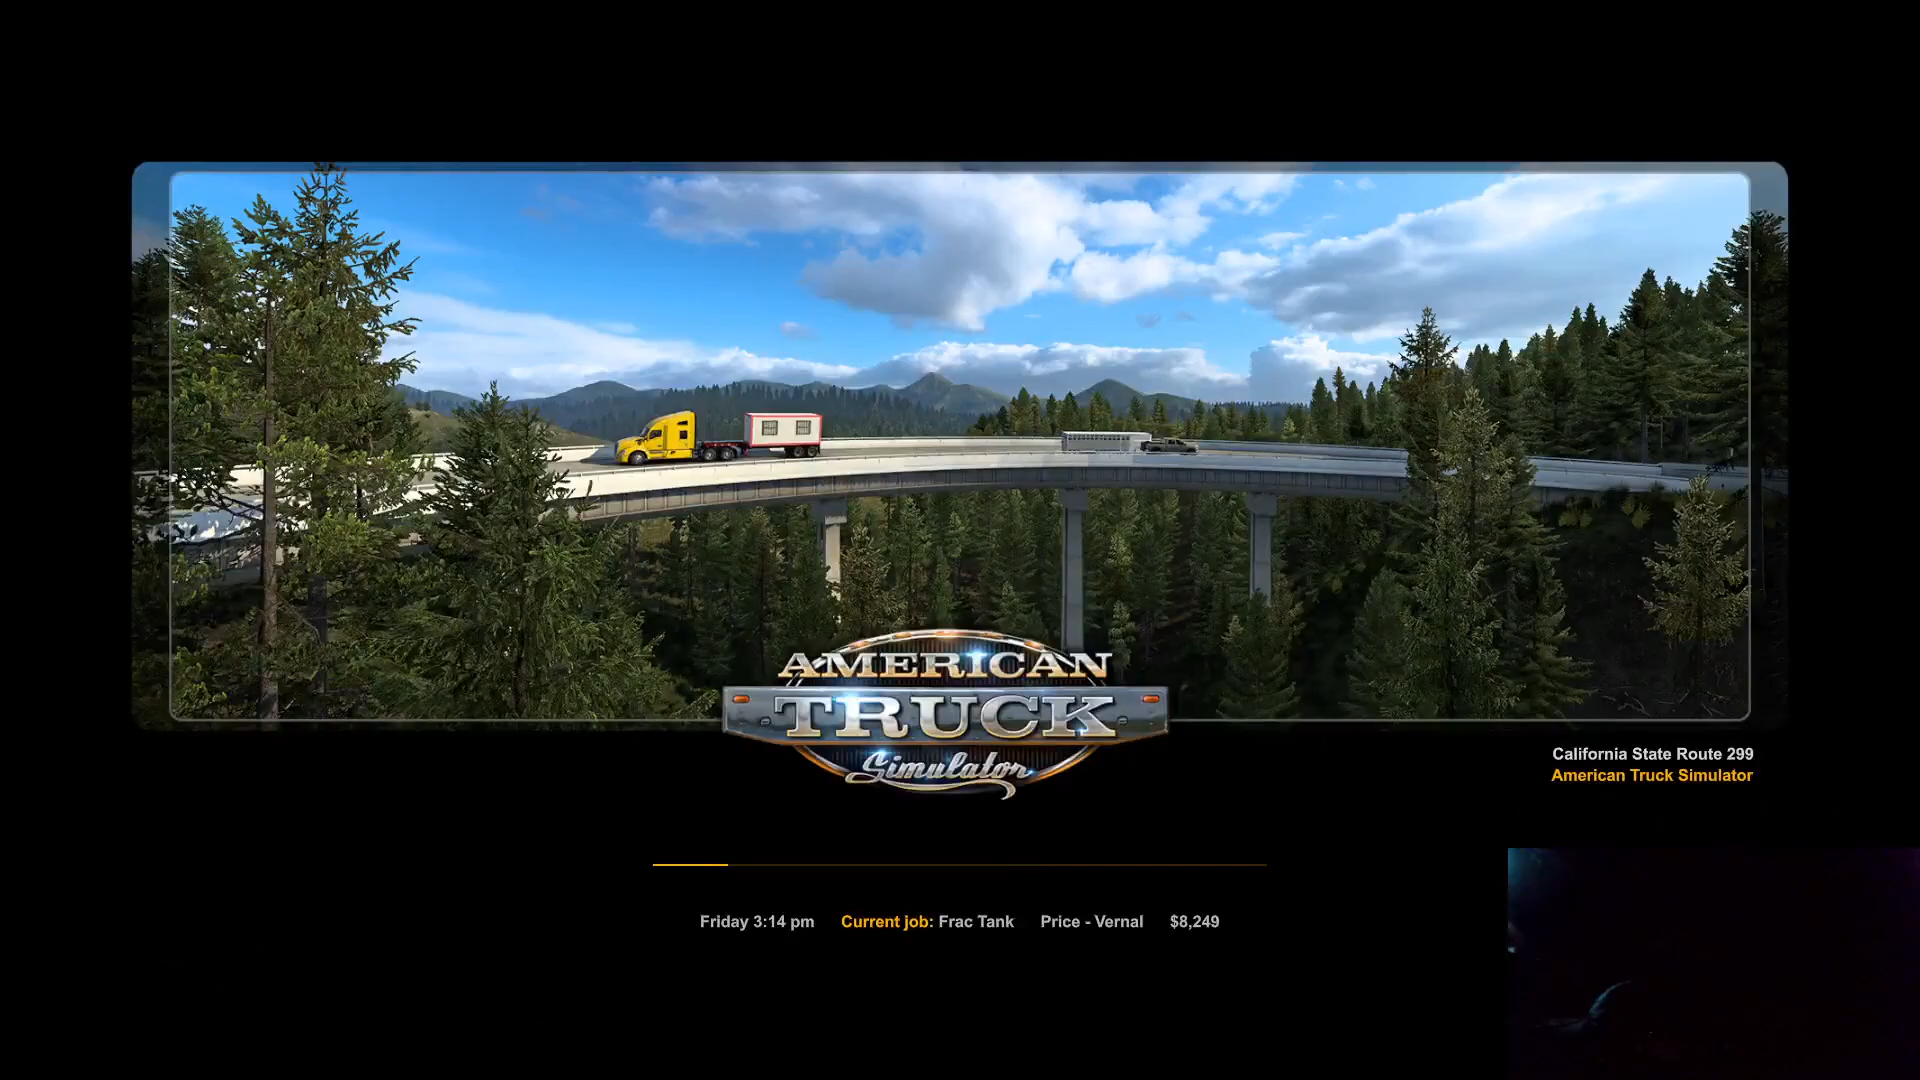 AMERICAN
TRUCK
Simulator
California State Route 299
American Truck Simulator
Friday 3:14 pm Current job: Frac Tank Price - Vernal $8,249